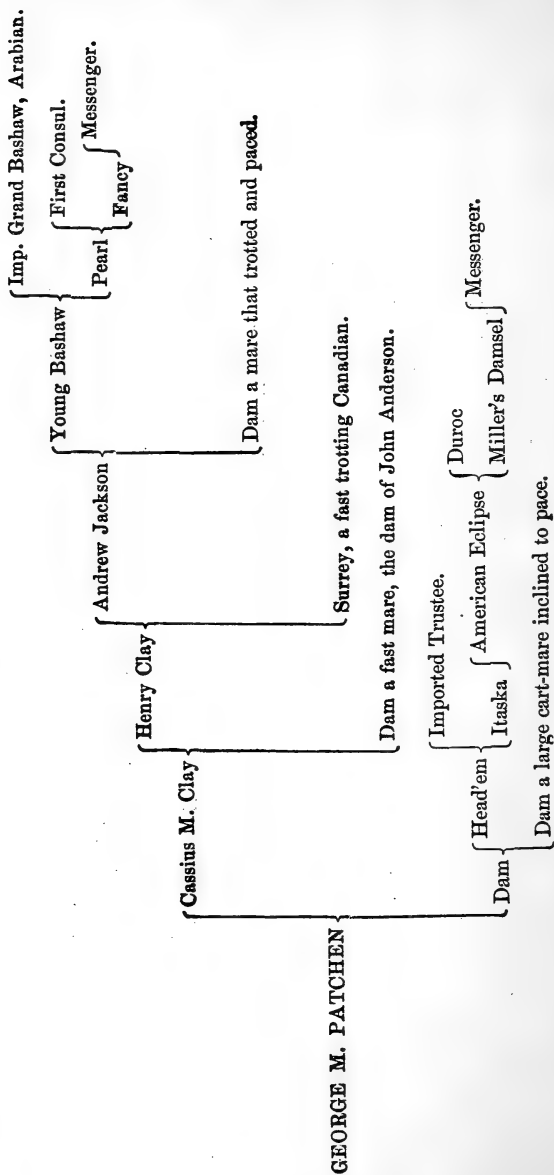 GEORGE M. PATCHEN
Cassius M. Clay
Henry Clay
Andrew Jackson
Young Bashaw
Imp. Grand Bashaw, Arabian.
Pearl
First Consul.
Fancy
Messenger.
Dam a mare that trotted and paced.
Surrey, a fast trotting Canadian.
Dam a fast mare, the dam of John Anderson.
Dam
Head'em
Imported Trustee.
Itaska
American Eclipse
Duroc
Miller's Damsel
Messenger.
Dam a large cart-mare inclined to pace.